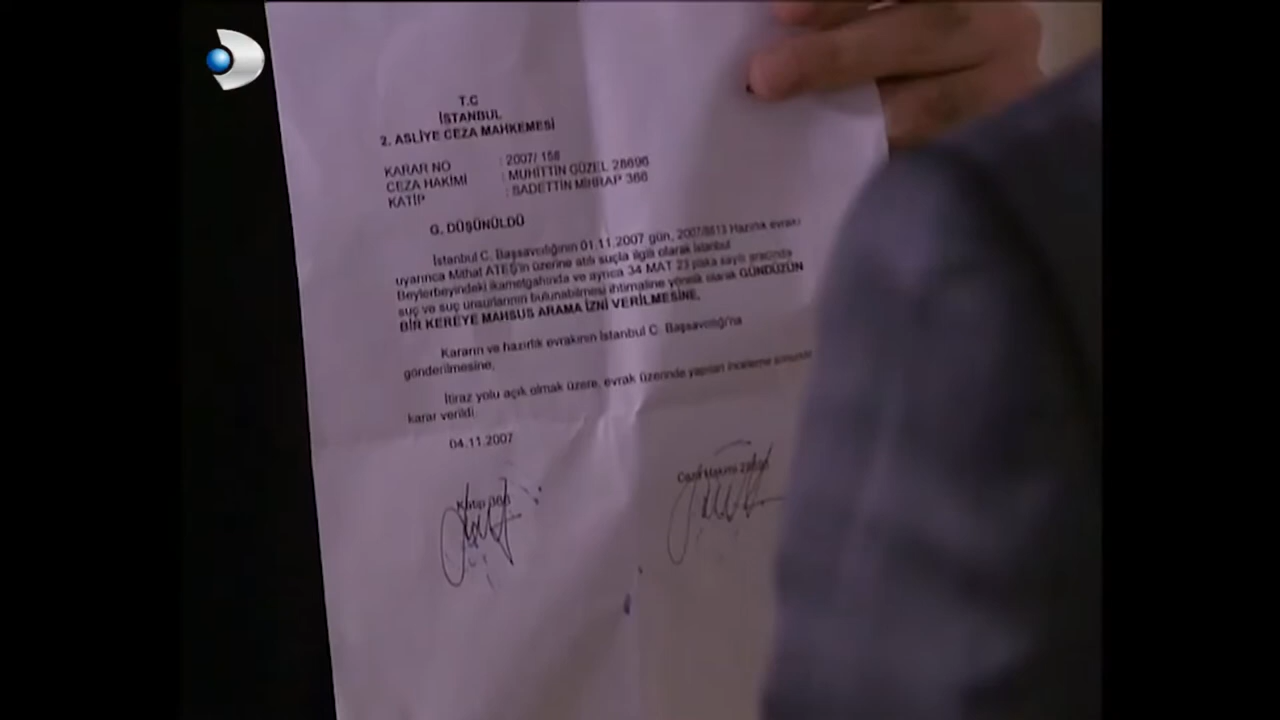 T.C
İSTANBUL
2. ASLİYE CEZA MAHKEMESİ
KARAR NO : 2007/ 158
CEZA HAKİMİ : MUHİTTİN GÜZEL 28696
KATİP : SADETTİN MİHRAP 366
G. DÜŞÜNÜLDÜ
İstanbul C. Başsavcılığının 01.11.2007 gün, 2007/8813 Hazırlık evrakı
uyarınca Mithat ATEŞ'in üzerine atılı suçla ilgili olarak İstanbul
Beylerbeyindeki ikametgahında ve ayrıca 34 MAT 23 plaka sayılı aracında
suç ve suç unsurlarının bulunabilmesi ihtimaline yönelik olarak GÜNDÜZÜN
BİR KEREYE MAHSUS ARAMA İZNİ VERİLMESİNE,
Kararın ve hazırlık evrakının İstanbul C. Başsavcılığı'na
gönderilmesine,
İtiraz yolu açık olmak üzere, evrak üzerinde yapılan inceleme sonunda
karar verildi.
04.11.2007
Katip 366
Ceza Hakimi